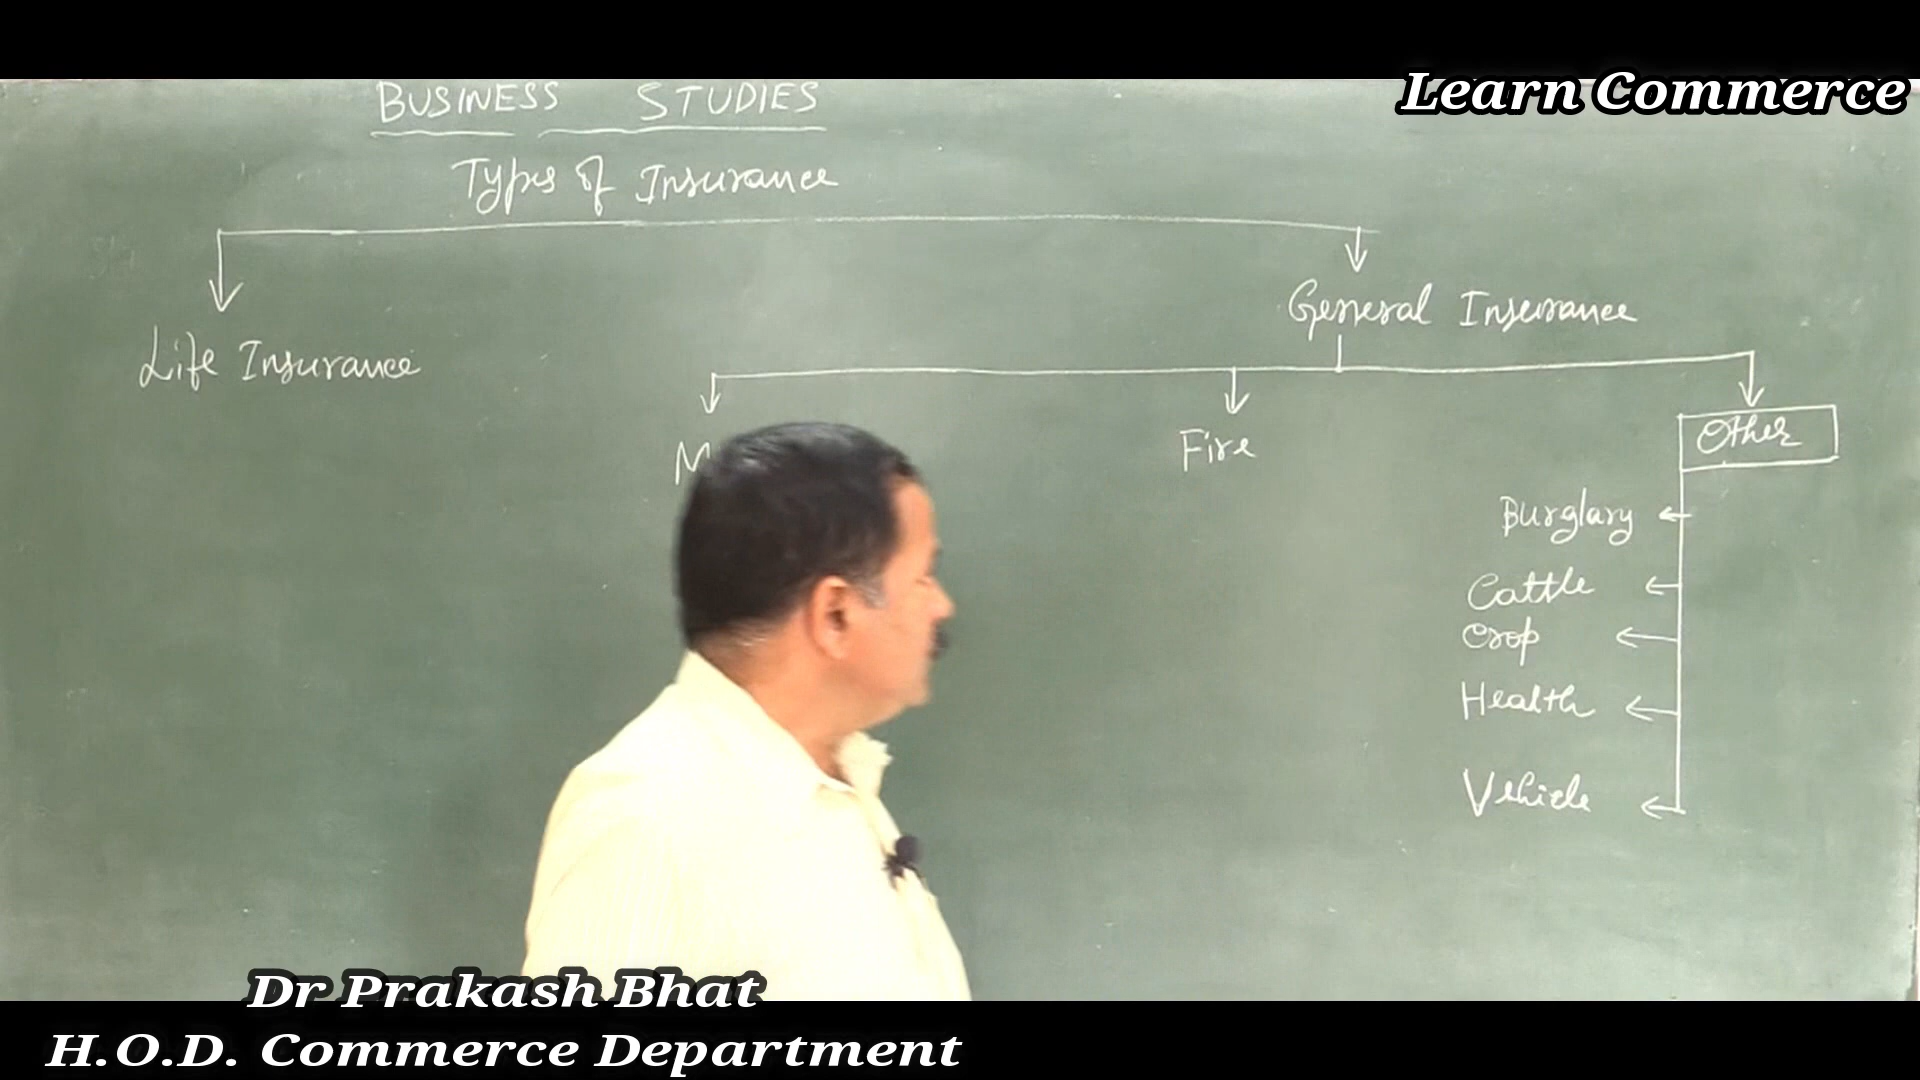 Learn Commerce
BUSINESS STUDIES
Types of Insurance
General Insurance
Life Insurance
Fire
Other
Burglary
Cattle
Crop
Health
Vehicle
Dr Prakash Bhat
H.O.D. Commerce Department